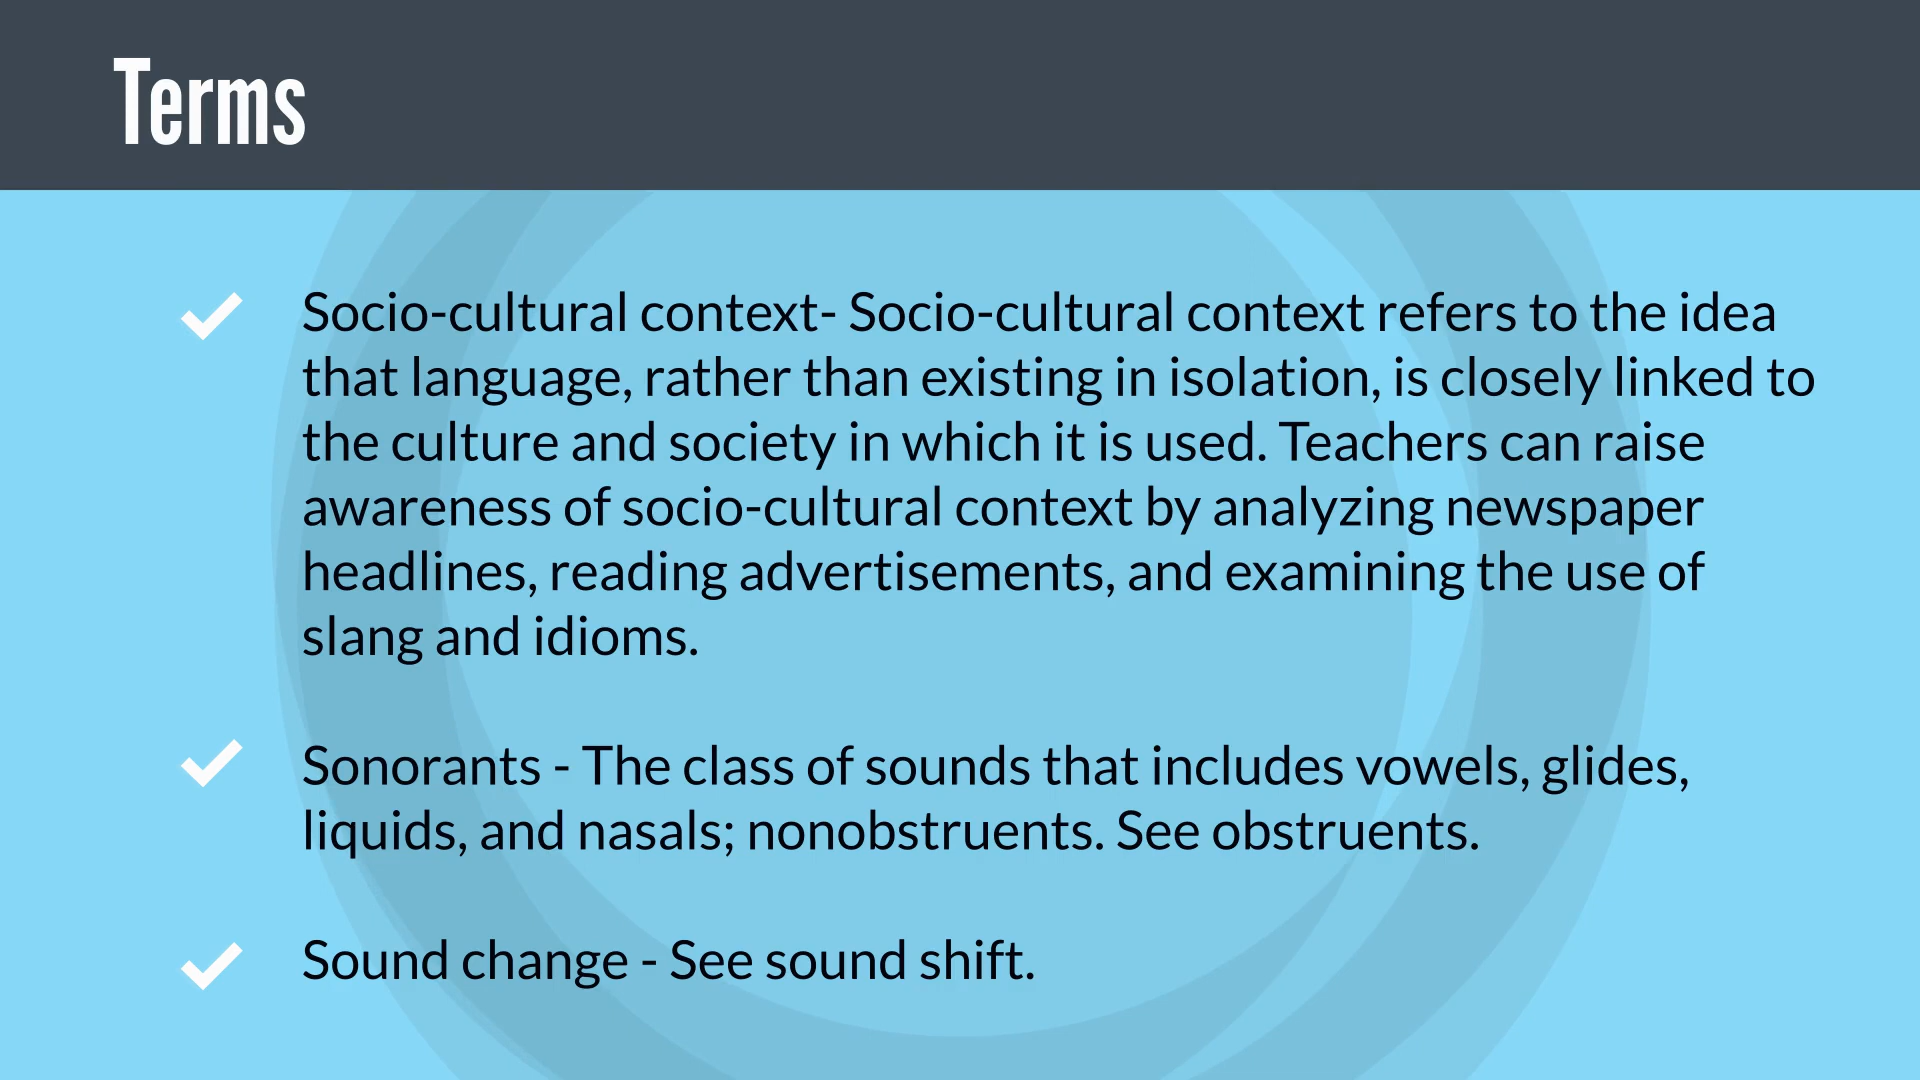 Terms
Socio-cultural context- Socio-cultural context refers to the idea
that language, rather than existing in isolation, is closely linked to
the culture and society in which it is used. Teachers can raise
awareness of socio-cultural context by analyzing newspaper
headlines, reading advertisements, and examining the use of
slang and idioms.
Sonorants - The class of sounds that includes vowels, glides,
liquids, and nasals; nonobstruents. See obstruents.
Sound change - See sound shift.